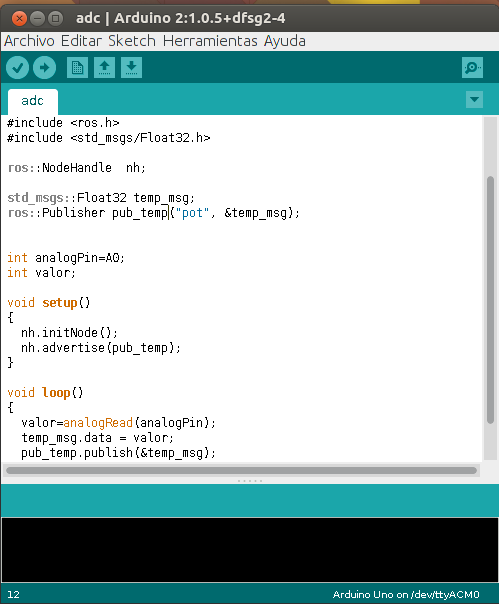 adc | Arduino 2:1.0.5+dfsg2-4
Archivo Editar Sketch Herramientas Ayuda
adc
#include <ros.h>
#include <std_msgs/Float32.h>
ros::NodeHandle  nh;
std_msgs::Float32 temp_msg;
ros::Publisher pub_temp("pot", &temp_msg);
int analogPin=A0;
int valor;
void setup()
{
  nh.initNode();
  nh.advertise(pub_temp);
}
void loop()
{
  valor=analogRead(analogPin);
  temp_msg.data = valor;
  pub_temp.publish(&temp_msg);
12 Arduino Uno on /dev/ttyACM0